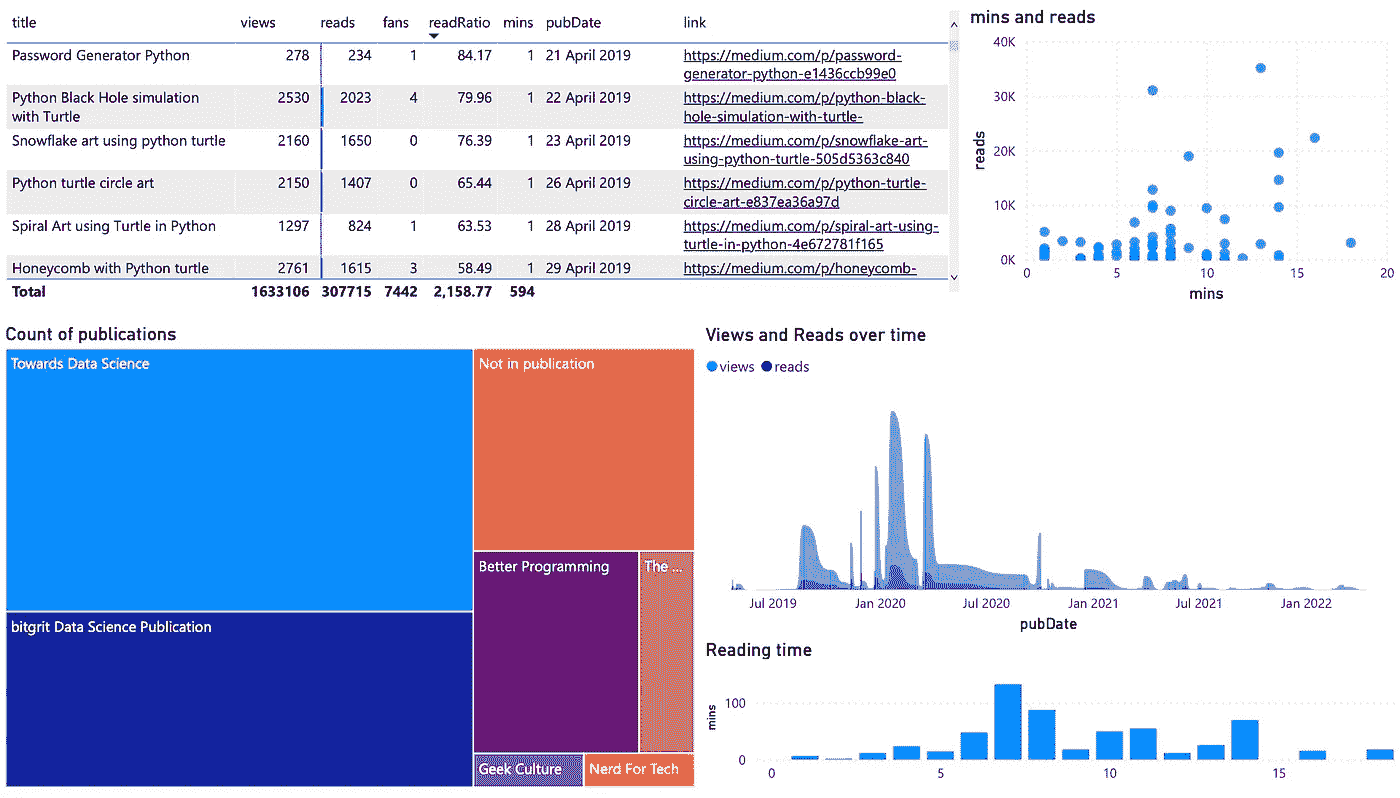 title views reads fans readRatio mins pubDate link
Password Generator Python 278 234 1 84.17 1 21 April 2019 https://medium.com/p/password-
generator-python-e1436ccb99e0
Python Black Hole simulation 2530 2023 4 79.96 1 22 April 2019 https://medium.com/p/python-black-
with Turtle hole-simulation-with-turtle-
Snowflake art using python turtle 2160 1650 0 76.39 1 23 April 2019 https://medium.com/p/snowflake-art-
using-python-turtle-505d5363c840
Python turtle circle art 2150 1407 0 65.44 1 26 April 2019 https://medium.com/p/python-turtle-
circle-art-e837ea36a97d
Spiral Art using Turtle in Python 1297 824 1 63.53 1 28 April 2019 https://medium.com/p/spiral-art-using-
turtle-in-python-4e672781f165
Honeycomb with Python turtle 2761 1615 3 58.49 1 29 April 2019 https://medium.com/p/honeycomb-
Total 1633106 307715 7442 2,158.77 594
mins and reads
40K
30K
20K
10K
0K
reads
0 5 10 15 20
mins
Count of publications
Towards Data Science
Not in publication
bitgrit Data Science Publication
Better Programming
The ...
Geek Culture
Nerd For Tech
Views and Reads over time
views reads
Jul 2019 Jan 2020 Jul 2020 Jan 2021 Jul 2021 Jan 2022
pubDate
Reading time
100
0
mins
0 5 10 15